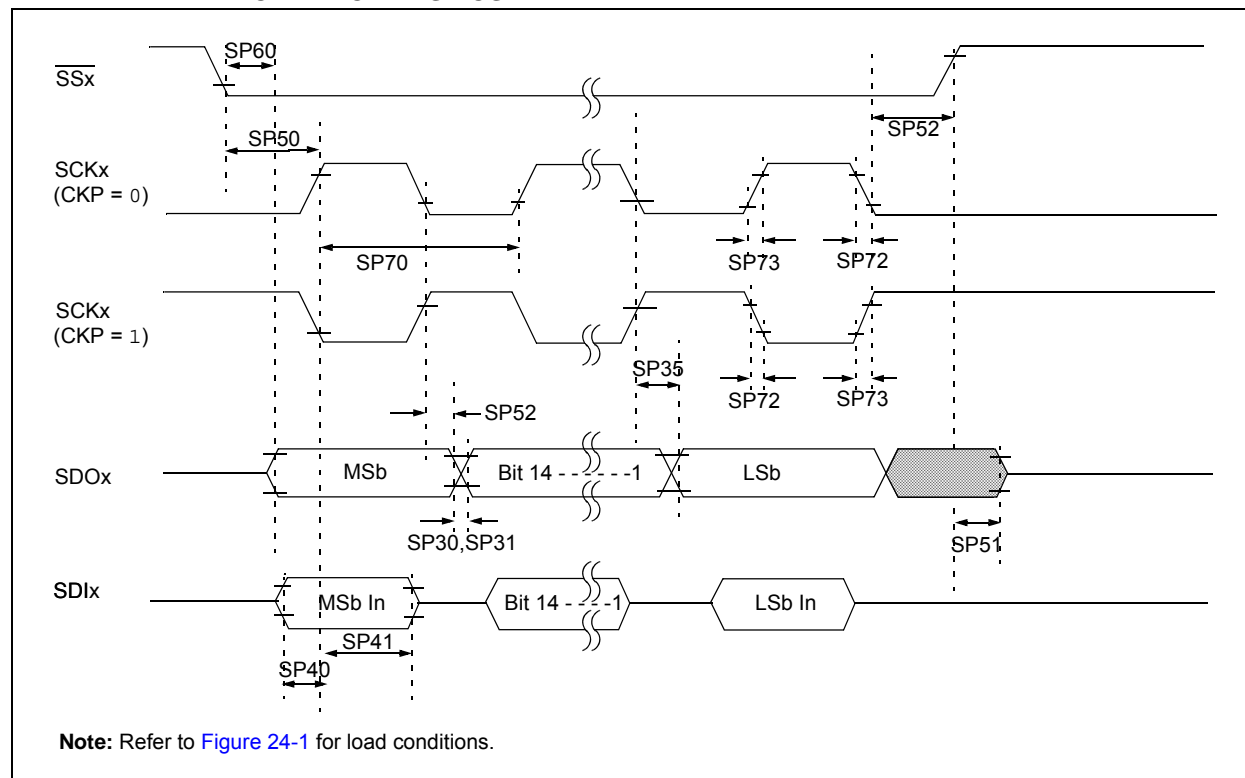 SP60
SSx
SP52
SP50
SCKx
(CKP = 0)
SP70
SP73
SP72
SCKx
(CKP = 1)
SP35
SP72
SP73
SP52
SDOx
MSb
Bit 14 - - - - - -1
LSb
SP30,SP31
SP51
SDIx
MSb In
Bit 14 - - - -1
LSb In
SP41
SP40
Note: Refer to Figure 24-1 for load conditions.